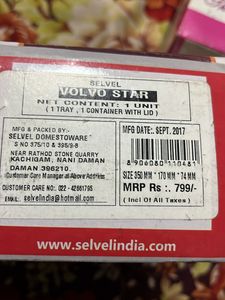 SELVEL
VOLVO STAR
NET CONTENT: 1 UNIT
( 1 TRAY , 1 CONTAINER WITH LID )
MFG & PACKED BY:-
SELVEL DOMESTOWARE
S NO 375/10 & 395/9-8
NEAR RATHOD STONE QUARRY
KACHIGAM, NANI DAMAN
DAMAN 396210.
Customer Care Manager at Above Address
CUSTOMER CARE NO: 022 - 42661795
EMAIL: selvelindia@hotmail.com
MFG DATE:. SEPT. 2017
8 906080 110481
SIZE 350 MM * 170 MM * 74 MM
MRP Rs :. 799/-
(Incl Of All Taxes )
www.selvelindia.com